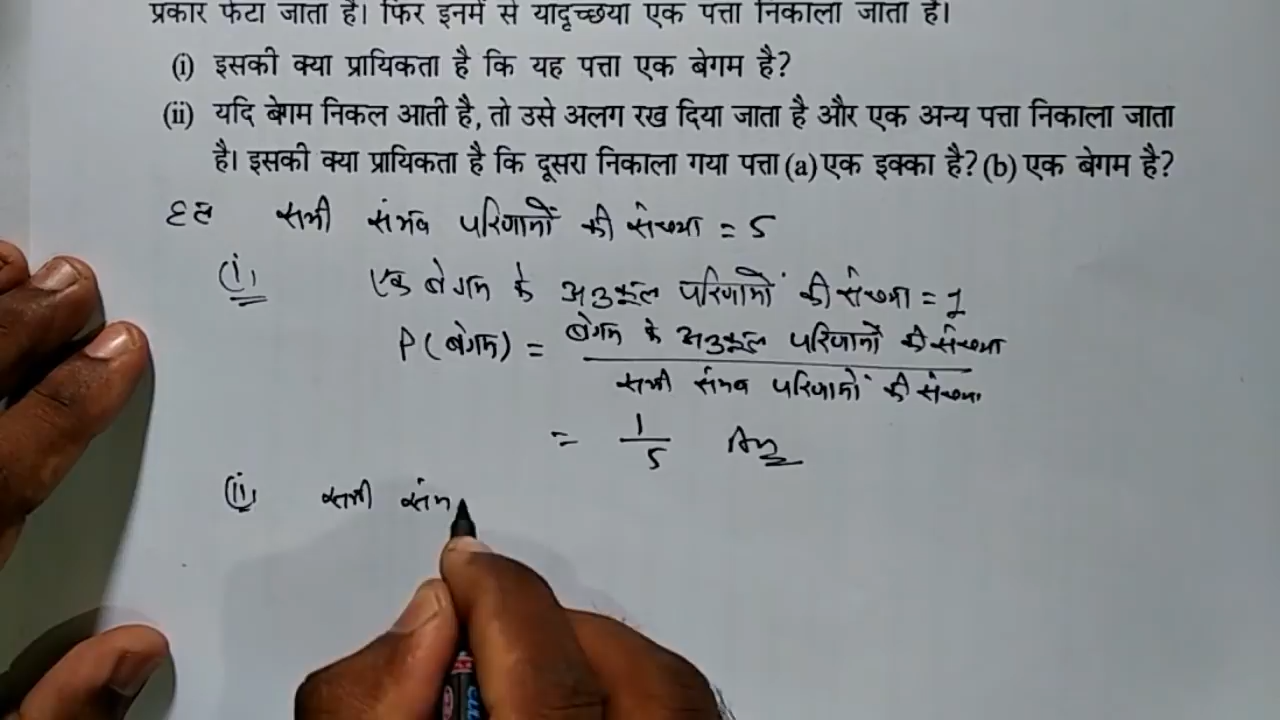 प्रकार फेंटा जाता है। फिर इनमें से यादृच्छया एक पत्ता निकाला जाता है।
(i) इसकी क्या प्रायिकता है कि यह पत्ता एक बेगम है?
(ii) यदि बेगम निकल आती है, तो उसे अलग रख दिया जाता है और एक अन्य पत्ता निकाला जाता
है। इसकी क्या प्रायिकता है कि दूसरा निकाला गया पत्ता (a) एक इक्का है? (b) एक बेगम है?
हल सभी संभव परिणामों की संख्या = 5
(i) एक बेगम के अनुकूल परिणामों की संख्या = 1
P(बेगम) = बेगम के अनुकूल परिणामों की संख्या
सभी संभव परिणामों की संख्या
= 1/5 Ans
(ii) सभी संभ